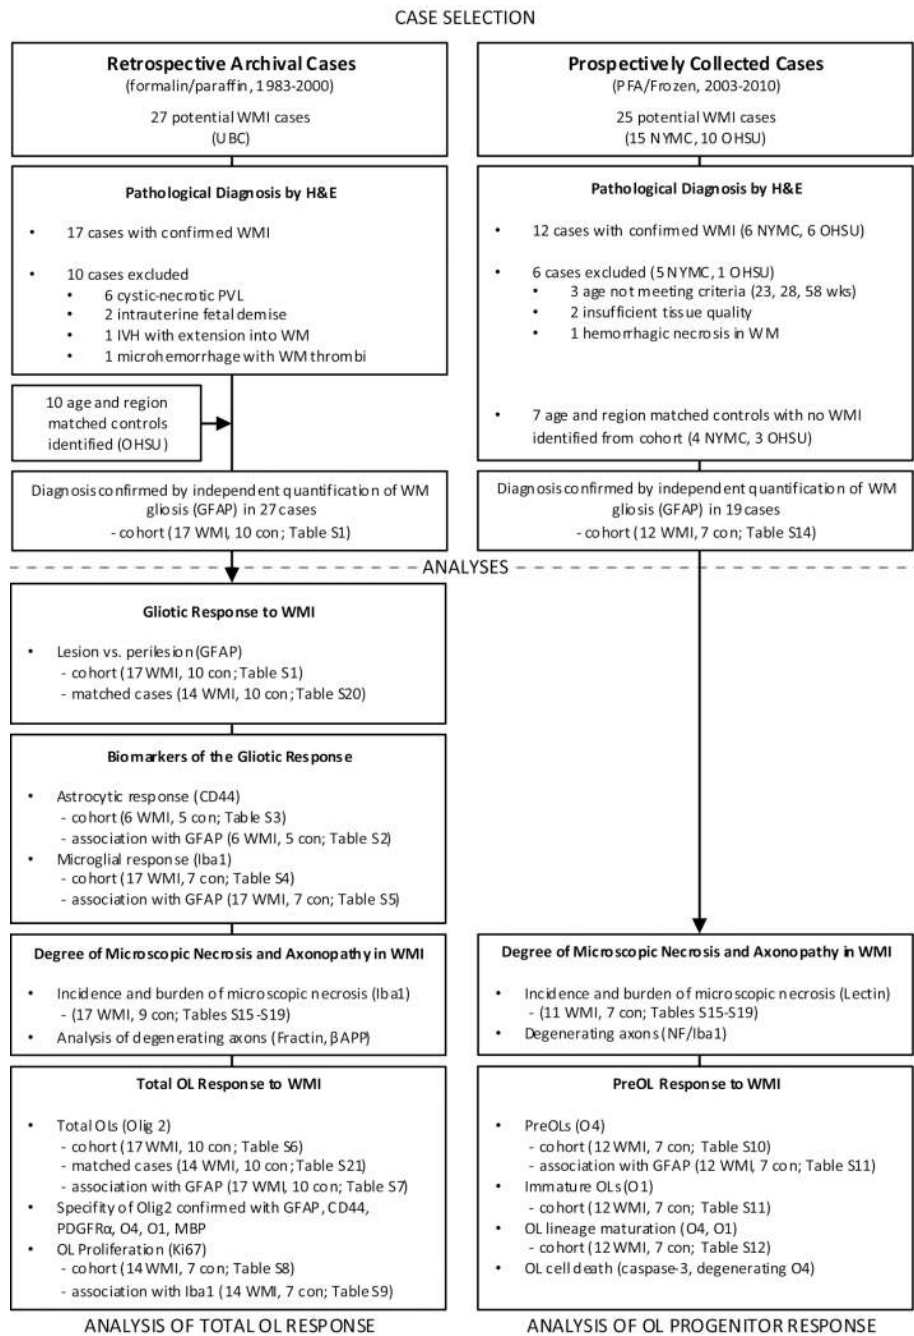 CASE SELECTION
Retrospective Archival Cases
(formalin/paraffin, 1983-2000)
27 potential WMI cases
(UBC)
Pathological Diagnosis by H&E
• 17 cases with confirmed WMI
• 10 cases excluded
• 6 cystic-necrotic PVL
• 2 intrauterine fetal demise
• 1 IVH with extension into WM
• 1 microhemorrhage with WM thrombi
10 age and region
matched controls
identified (OHSU)
Diagnosis confirmed by independent quantification of WM
gliosis (GFAP) in 27 cases
- cohort (17 WMI, 10 con; Table S1)
Prospectively Collected Cases
(PFA/Frozen, 2003-2010)
25 potential WMI cases
(15 NYMC, 10 OHSU)
Pathological Diagnosis by H&E
• 12 cases with confirmed WMI (6 NYMC, 6 OHSU)
• 6 cases excluded (5 NYMC, 1 OHSU)
• 3 age not meeting criteria (23, 28, 58 wks)
• 2 insufficient tissue quality
• 1 hemorrhagic necrosis in WM
• 7 age and region matched controls with no WMI
identified from cohort (4 NYMC, 3 OHSU)
Diagnosis confirmed by independent quantification of WM
gliosis (GFAP) in 19 cases
- cohort (12 WMI, 7 con; Table S14)
ANALYSES
Gliotic Response to WMI
• Lesion vs. perilesion (GFAP)
- cohort (17 WMI, 10 con; Table S1)
- matched cases (14 WMI, 10 con; Table S20)
Biomarkers of the Gliotic Response
• Astrocytic response (CD44)
- cohort (6 WMI, 5 con; Table S3)
- association with GFAP (6 WMI, 5 con; Table S2)
• Microglial response (Iba1)
- cohort (17 WMI, 7 con; Table S4)
- association with GFAP (17 WMI, 7 con; Table S5)
Degree of Microscopic Necrosis and Axonopathy in WMI
• Incidence and burden of microscopic necrosis (Iba1)
- (17 WMI, 9 con; Tables S15-S19)
• Analysis of degenerating axons (Fractin, βAPP)
Total OL Response to WMI
• Total OLs (Olig 2)
- cohort (17 WMI, 10 con; Table S6)
- matched cases (14 WMI, 10 con; Table S21)
- association with GFAP (17 WMI, 10 con; Table S7)
• Specifity of Olig2 confirmed with GFAP, CD44,
PDGFRα, O4, O1, MBP
• OL Proliferation (Ki67)
- cohort (14 WMI, 7 con; Table S8)
- association with Iba1 (14 WMI, 7 con; Table S9)
ANALYSIS OF TOTAL OL RESPONSE
Degree of Microscopic Necrosis and Axonopathy in WMI
• Incidence and burden of microscopic necrosis (Lectin)
- (11 WMI, 7 con; Tables S15-S19)
• Degenerating axons (NF/Iba1)
PreOL Response to WMI
• PreOLs (O4)
- cohort (12 WMI, 7 con; Table S10)
- association with GFAP (12 WMI, 7 con; Table S11)
• Immature OLs (O1)
- cohort (12 WMI, 7 con; Table S11)
• OL lineage maturation (O4, O1)
- cohort (12 WMI, 7 con; Table S12)
• OL cell death (caspase-3, degenerating O4)
ANALYSIS OF OL PROGENITOR RESPONSE